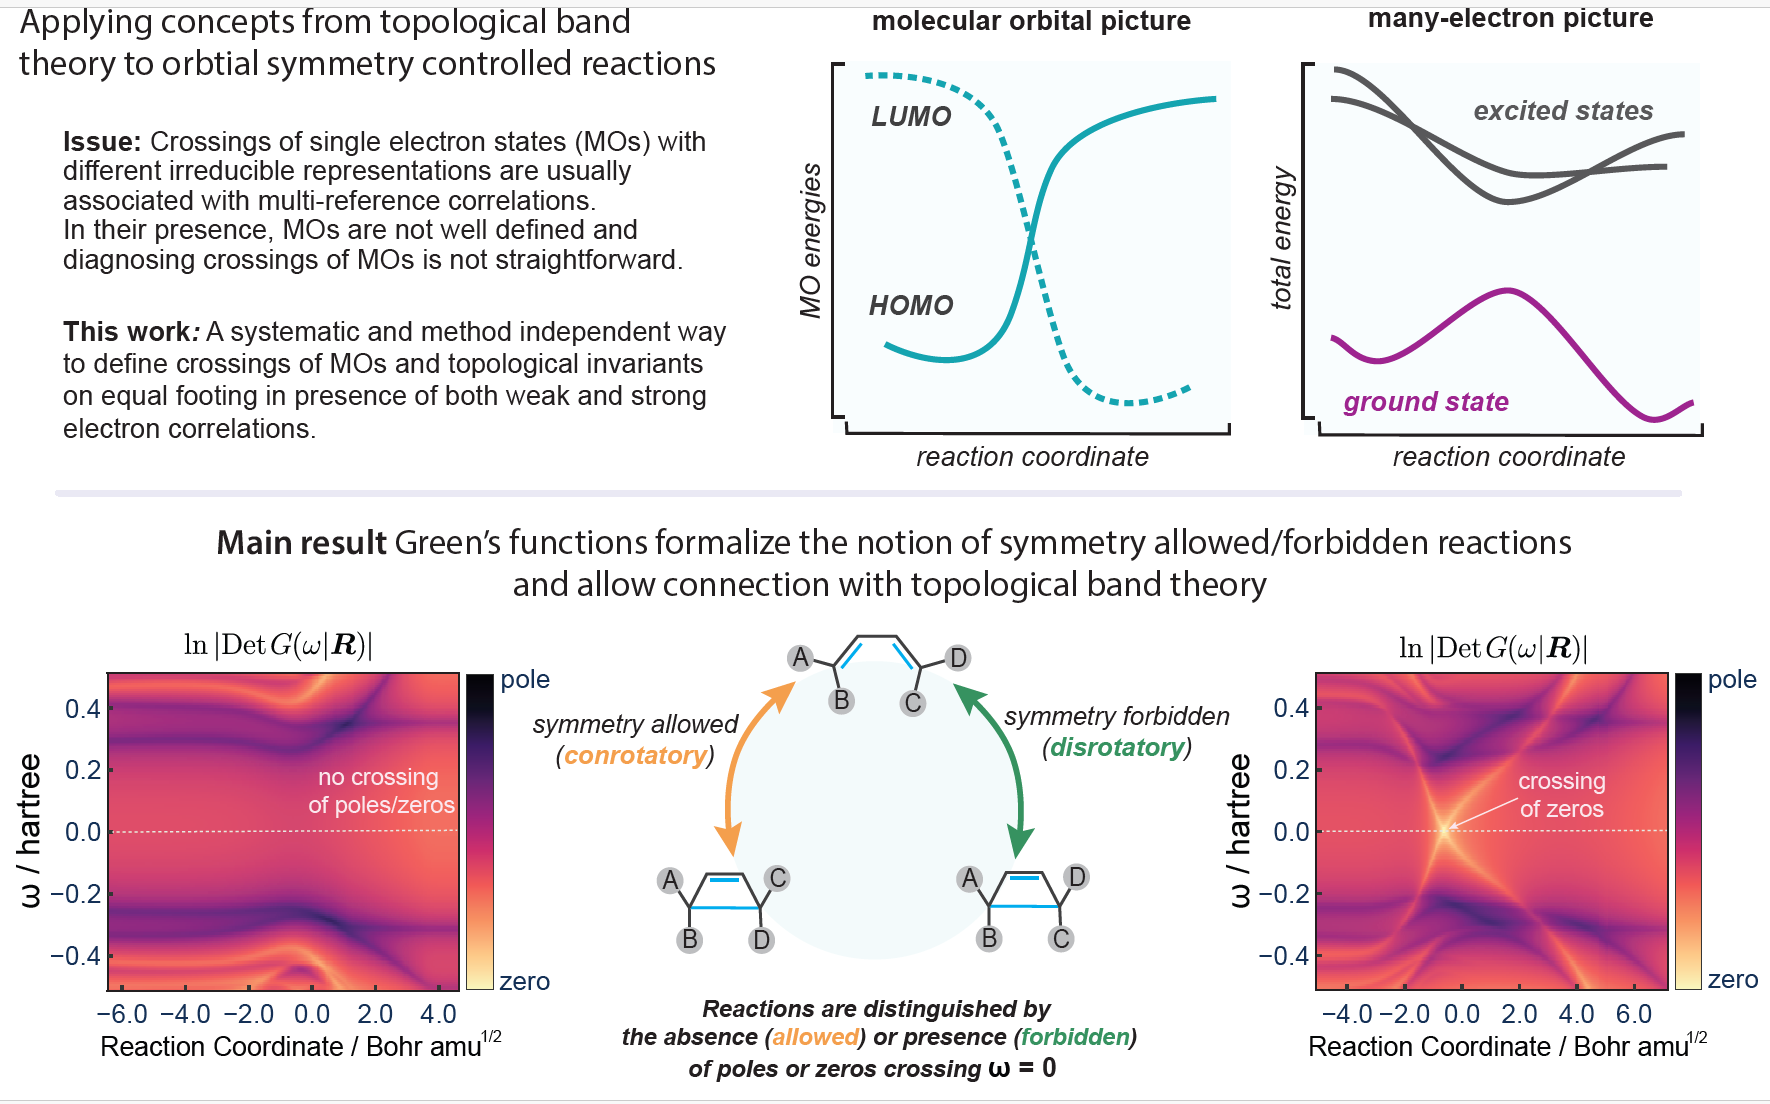 Applying concepts from topological band
theory to orbtial symmetry controlled reactions
Issue: Crossings of single electron states (MOs) with
different irreducible representations are usually
associated with multi-reference correlations.
In their presence, MOs are not well defined and
diagnosing crossings of MOs is not straightforward.
This work: A systematic and method independent way
to define crossings of MOs and topological invariants
on equal footing in presence of both weak and strong
electron correlations.
molecular orbital picture
MO energies
LUMO
HOMO
reaction coordinate
many-electron picture
total energy
excited states
ground state
reaction coordinate
Main result Green's functions formalize the notion of symmetry allowed/forbidden reactions
and allow connection with topological band theory
ln |Det G(ω|R)|
ω / hartree
0.4
0.2
0.0
−0.2
−0.4
no crossing
of poles/zeros
pole
zero
−6.0 −4.0 −2.0 0.0 2.0 4.0
Reaction Coordinate / Bohr amu^1/2
A D
B C
symmetry allowed
(conrotatory)
symmetry forbidden
(disrotatory)
A C
B D
A D
B C
Reactions are distinguished by
the absence (allowed) or presence (forbidden)
of poles or zeros crossing ω = 0
ln |Det G(ω|R)|
ω / hartree
0.4
0.2
0.0
−0.2
−0.4
crossing
of zeros
pole
zero
−4.0 −2.0 0.0 2.0 4.0 6.0
Reaction Coordinate / Bohr amu^1/2